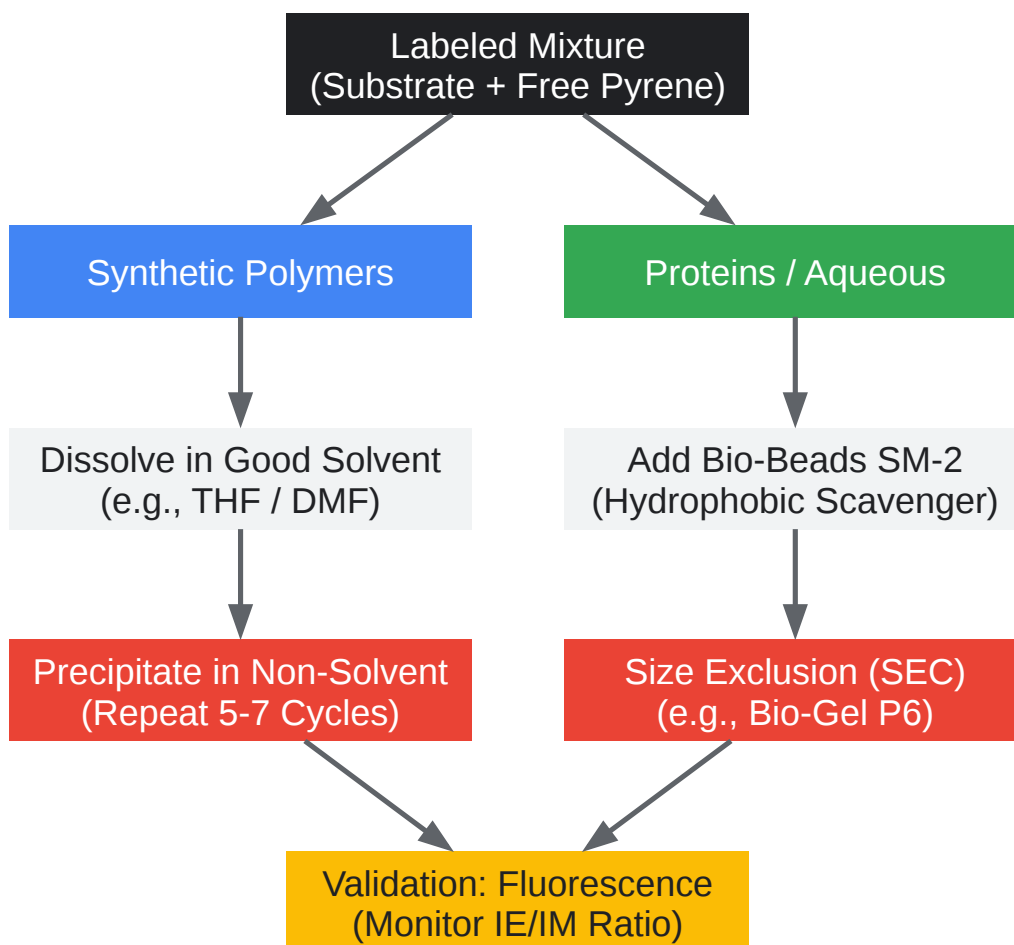 Labeled Mixture
(Substrate + Free Pyrene)
Synthetic Polymers
Proteins / Aqueous
Dissolve in Good Solvent
(e.g., THF / DMF)
Add Bio-Beads SM-2
(Hydrophobic Scavenger)
Precipitate in Non-Solvent
(Repeat 5-7 Cycles)
Size Exclusion (SEC)
(e.g., Bio-Gel P6)
Validation: Fluorescence
(Monitor IE/IM Ratio)